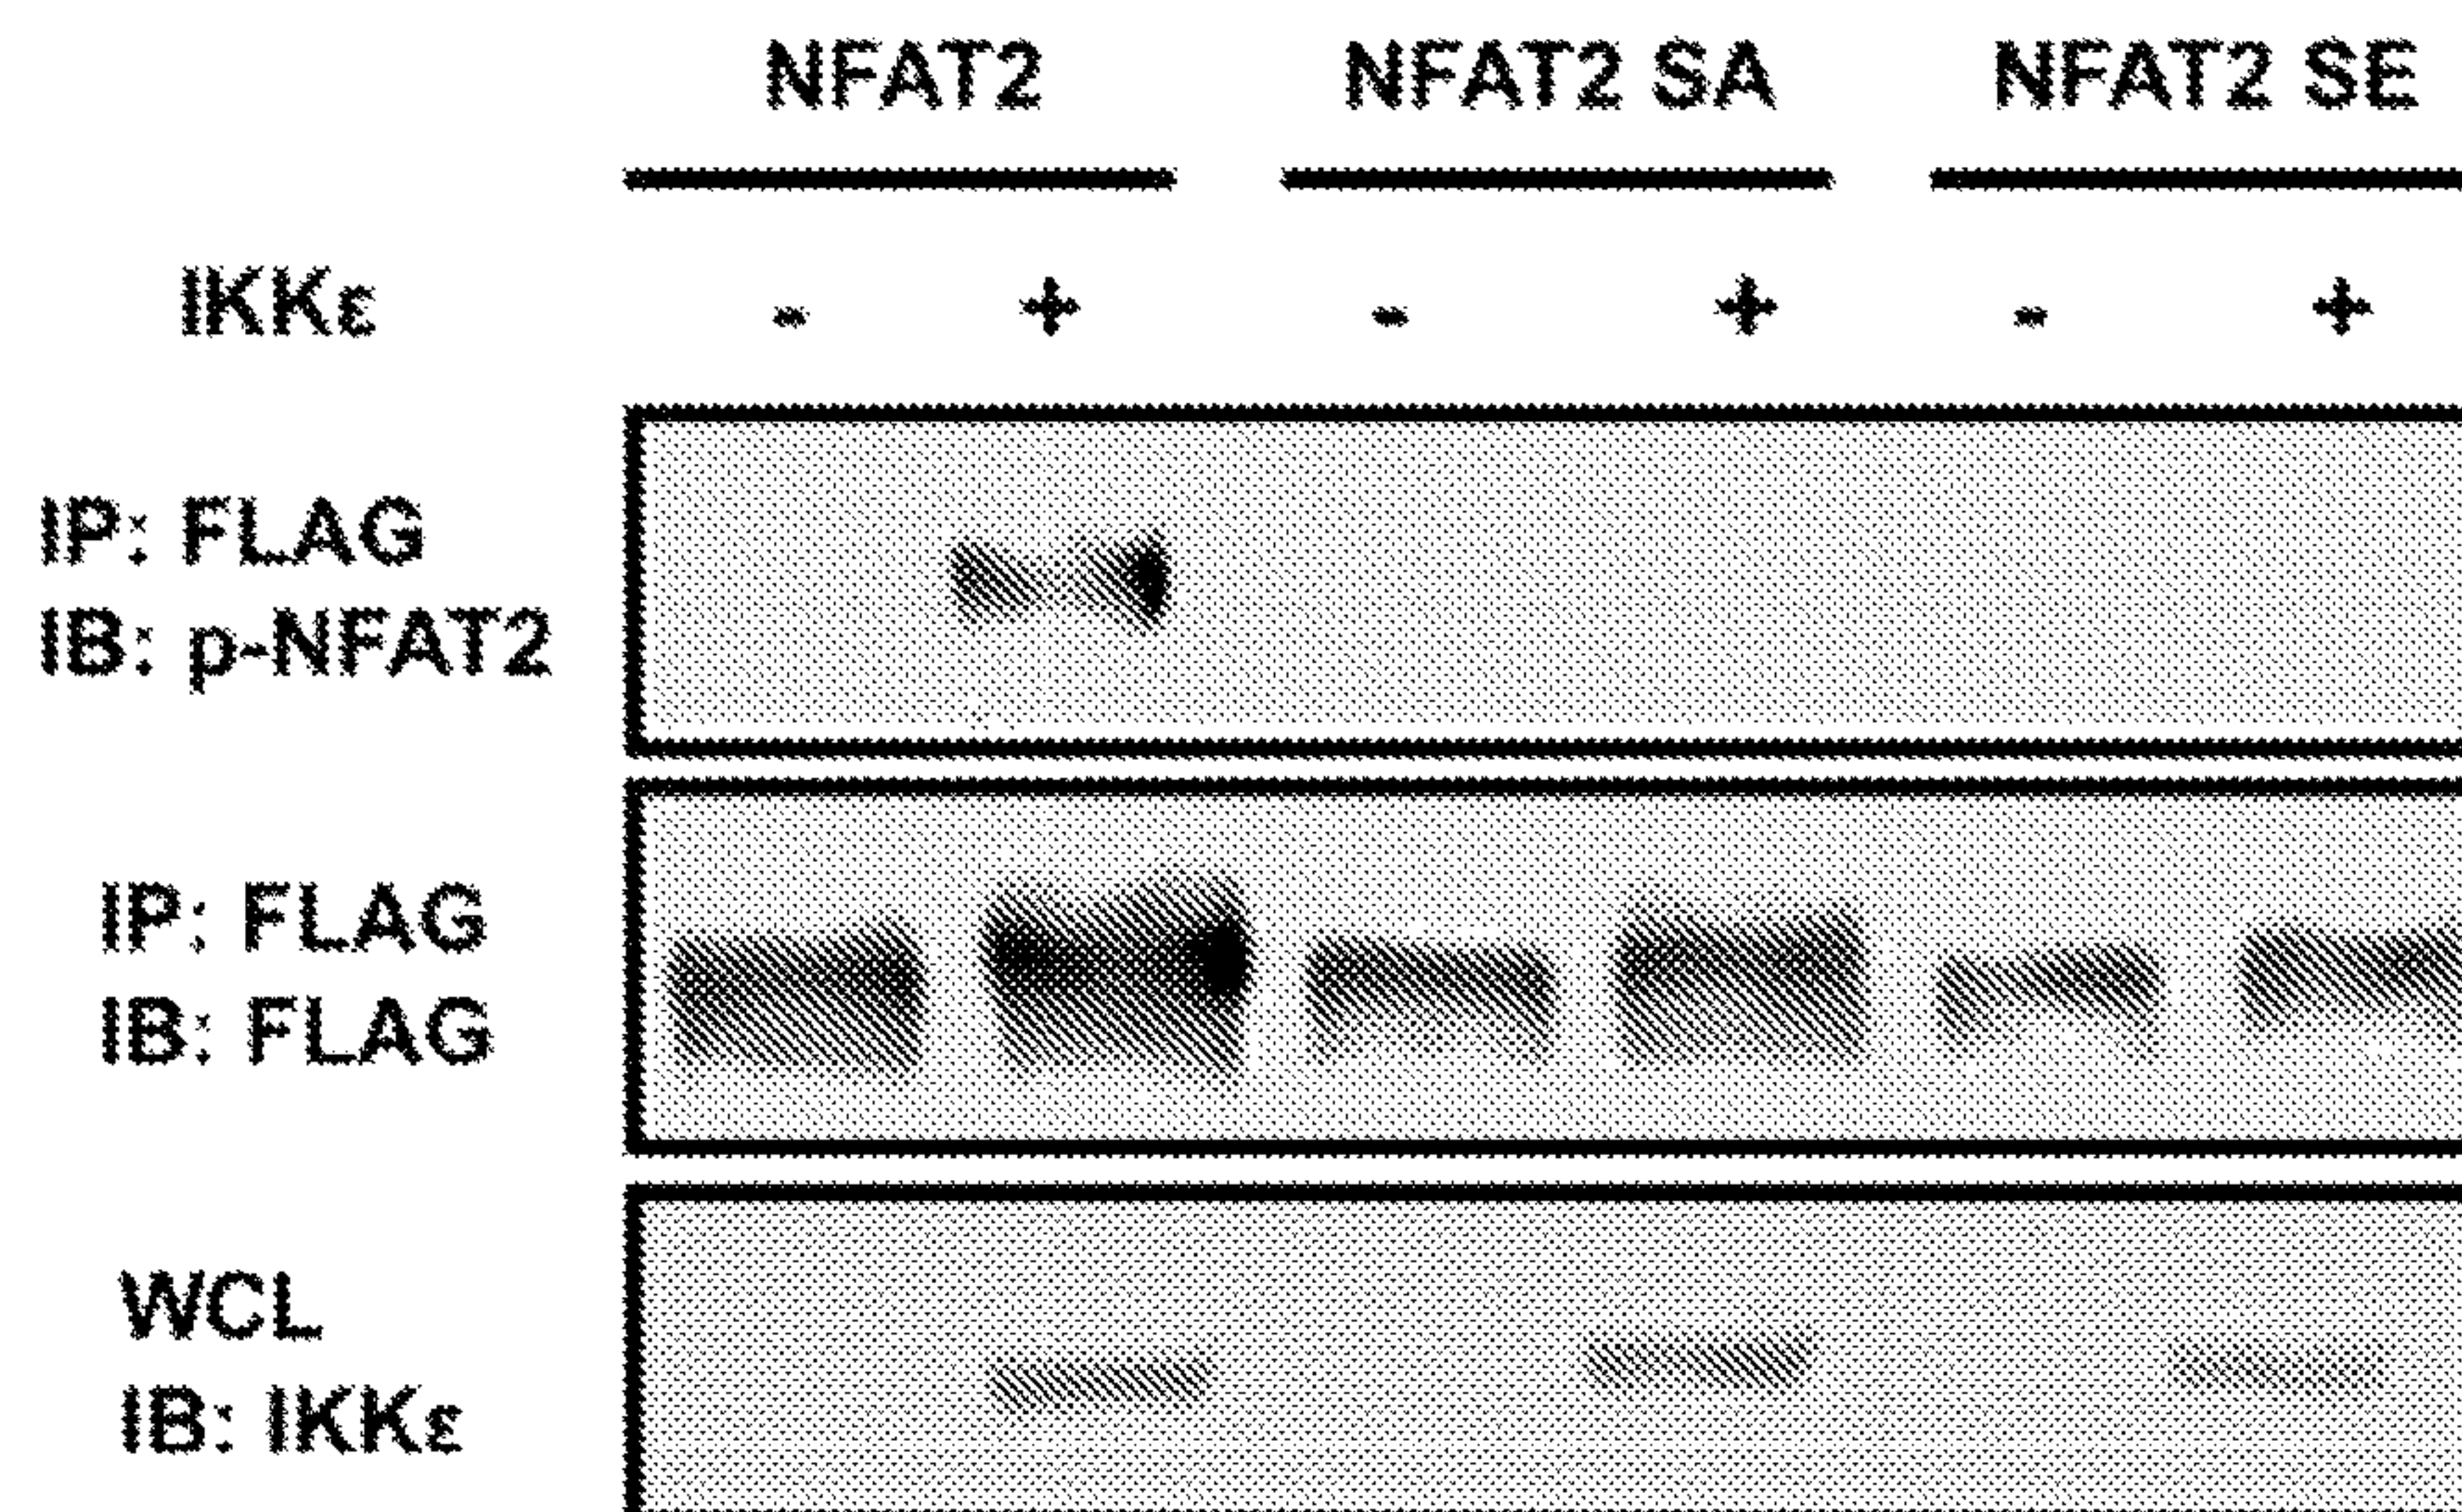 NFAT2 NFAT2 SA NFAT2 SE
IKKε - + - + - +
IP: FLAG
IB: p-NFAT2
IP: FLAG
IB: FLAG
WCL
IB: IKKε